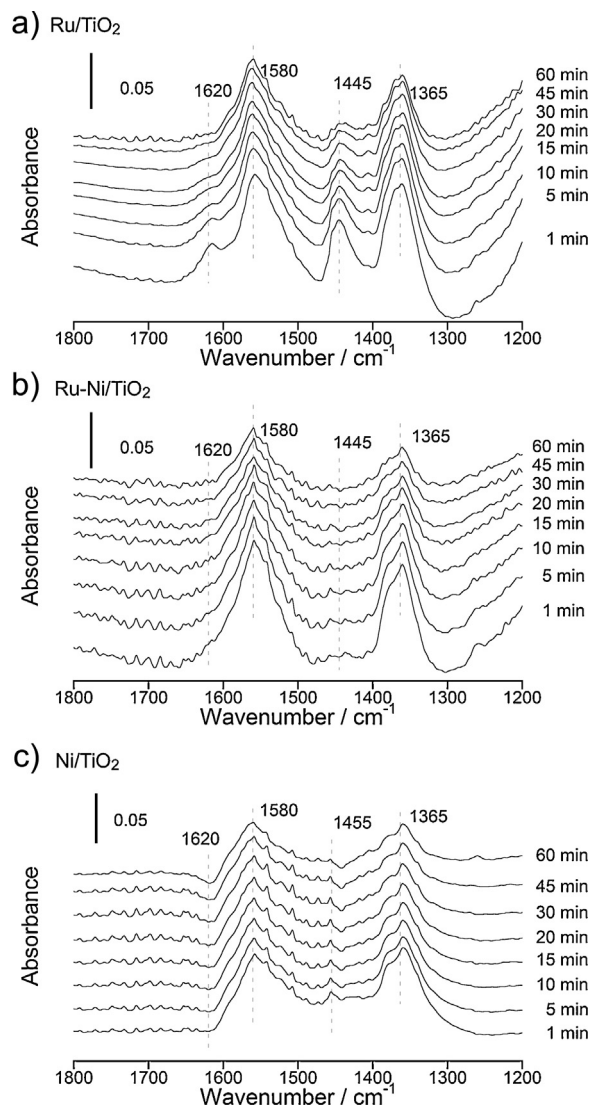 a) Ru/TiO2
0.05
1620
1580
1445
1365
60 min
45 min
30 min
20 min
15 min
10 min
5 min
1 min
Absorbance
1800 1700 1600 1500 1400 1300 1200
Wavenumber / cm-1
b) Ru-Ni/TiO2
0.05
1620
1580
1445
1365
60 min
45 min
30 min
20 min
15 min
10 min
5 min
1 min
Absorbance
1800 1700 1600 1500 1400 1300 1200
Wavenumber / cm-1
c) Ni/TiO2
0.05
1620
1580
1455
1365
60 min
45 min
30 min
20 min
15 min
10 min
5 min
1 min
Absorbance
1800 1700 1600 1500 1400 1300 1200
Wavenumber / cm-1